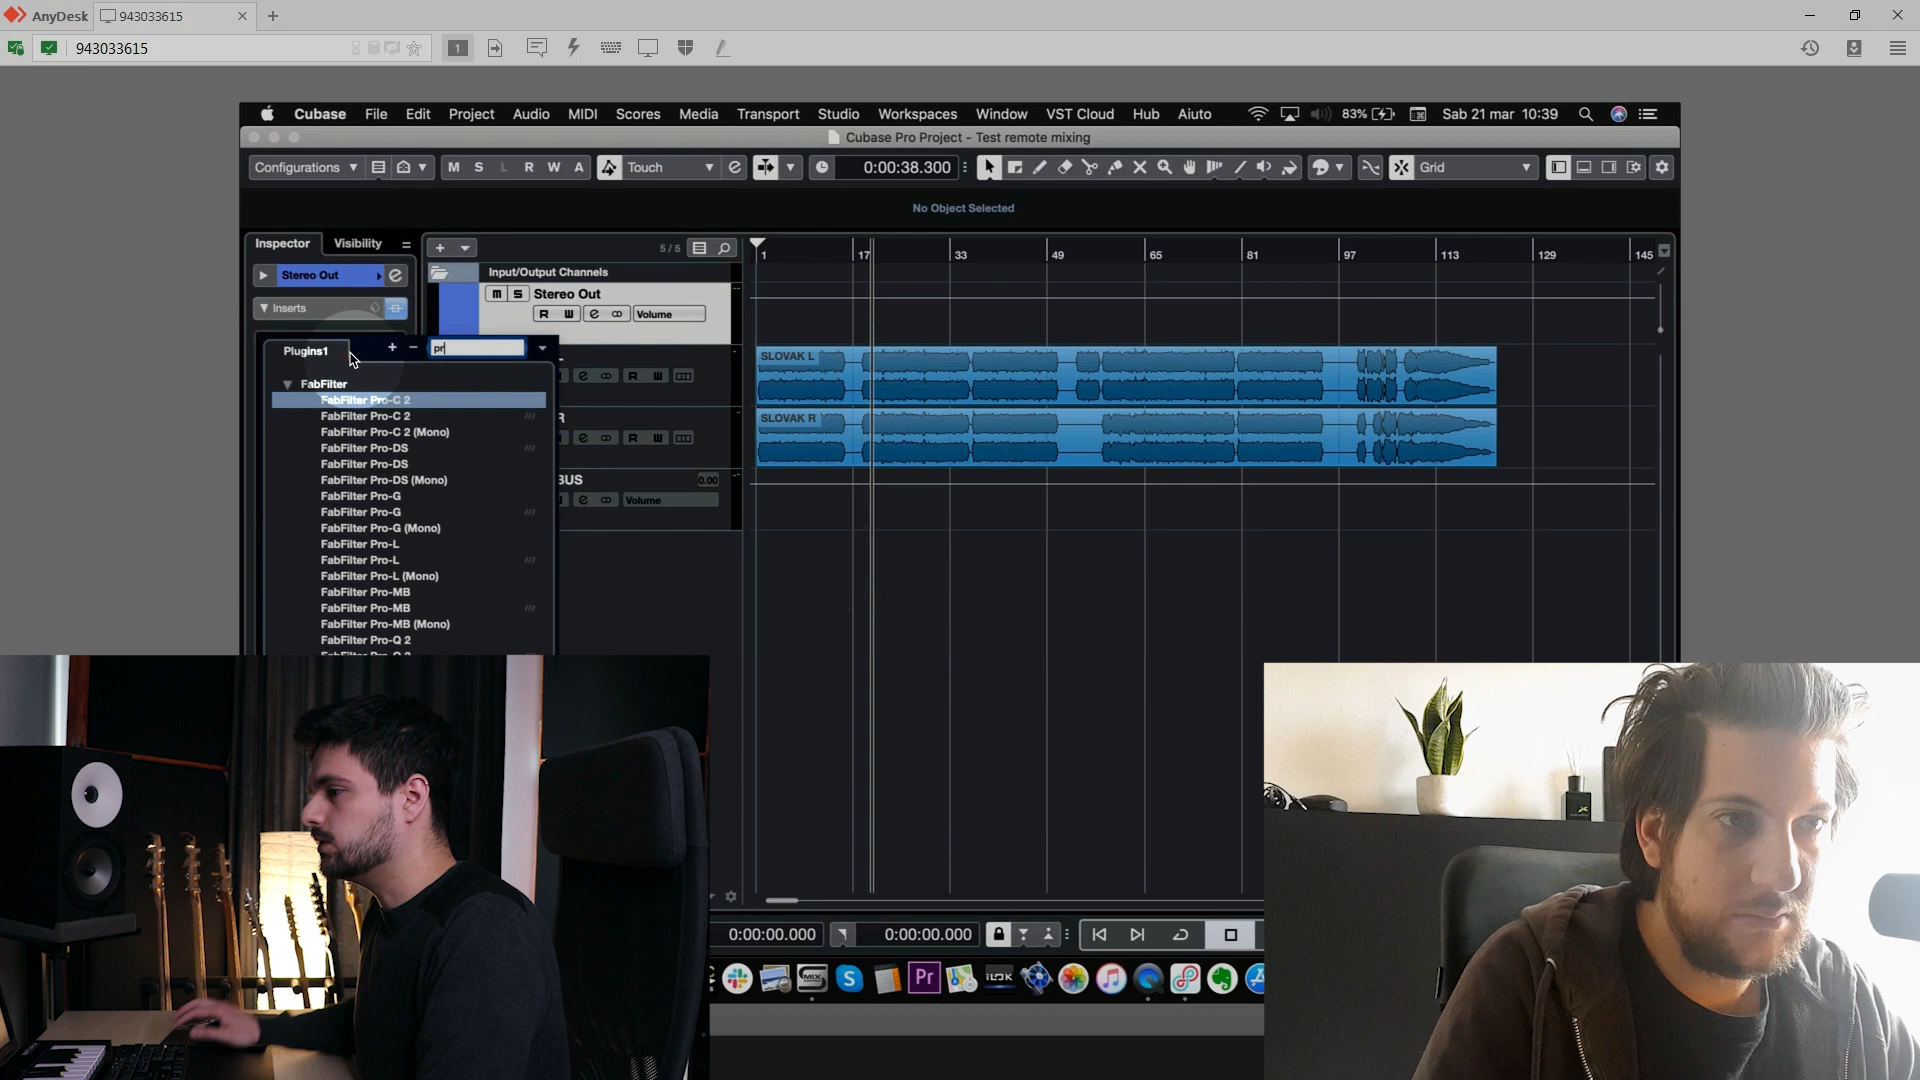 AnyDesk
943033615
943033615
1
Cubase File Edit Project Audio MIDI Scores Media Transport Studio Workspaces Window VST Cloud Hub Aiuto
83%
Sab 21 mar 10:39
Cubase Pro Project - Test remote mixing
Configurations
M S L R W A
Touch
0:00:38.300
Grid
No Object Selected
Inspector
Visibility
5/5
1 17 33 49 65 81 97 113 129 145
Stereo Out
Input/Output Channels
m S Stereo Out
R W e Volume
Inserts
Plugins1
pr
FabFilter
FabFilter Pro-C 2
FabFilter Pro-C 2
FabFilter Pro-C 2 (Mono)
FabFilter Pro-DS
FabFilter Pro-DS
FabFilter Pro-DS (Mono)
FabFilter Pro-G
FabFilter Pro-G
FabFilter Pro-G (Mono)
FabFilter Pro-L
FabFilter Pro-L
FabFilter Pro-L (Mono)
FabFilter Pro-MB
FabFilter Pro-MB
FabFilter Pro-MB (Mono)
FabFilter Pro-Q 2
e R W
R
e R W
BUS 0.00
e Volume
SLOVAK L
SLOVAK R
0:00:00.000
0:00:00.000
MIX
Pr
iLOK